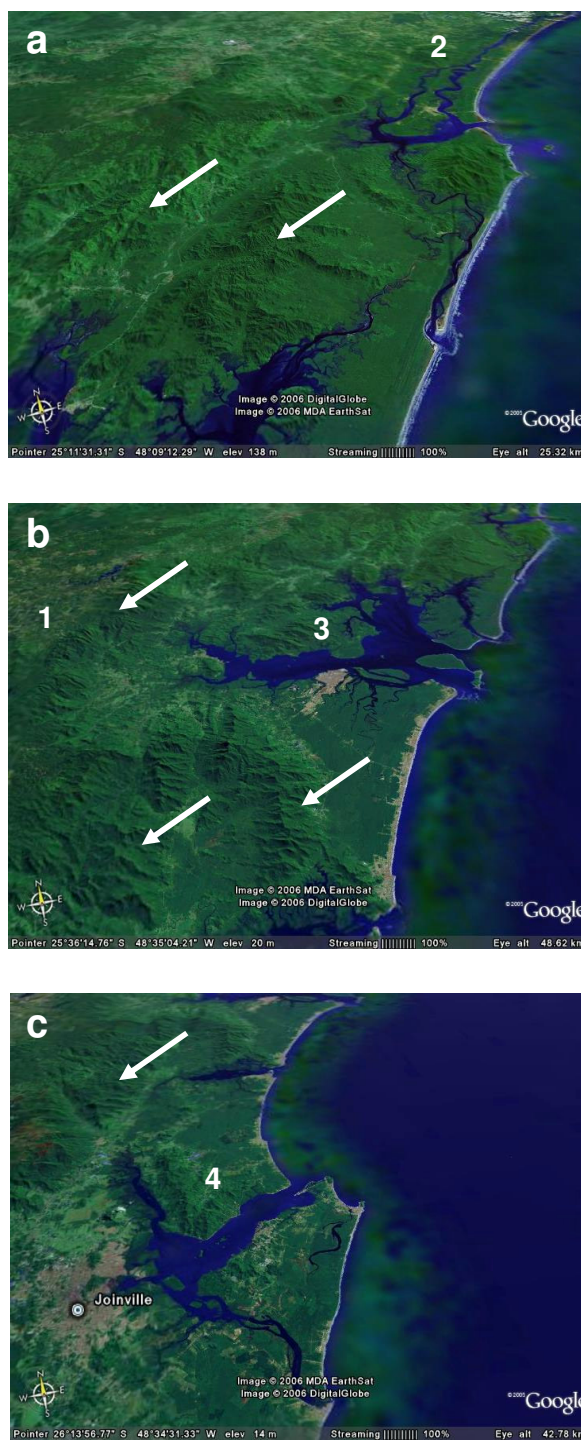 a
2
N
W E
S
Image © 2006 DigitalGlobe
Image © 2006 MDA EarthSat
©2005 Google
Pointer 25°11'31.31" S 48°09'12.29" W elev 138 m Streaming 100% Eye alt 25.32 km
b
1
3
N
W E
S
Image © 2006 MDA EarthSat
Image © 2006 DigitalGlobe
©2005 Google
Pointer 25°36'14.76" S 48°35'04.21" W elev 20 m Streaming 100% Eye alt 48.62 km
c
4
Joinville
N
W E
S
Image © 2006 MDA EarthSat
Image © 2006 DigitalGlobe
©2005 Google
Pointer 26°13'56.77" S 48°34'31.33" W elev 14 m Streaming 100% Eye alt 42.78 km